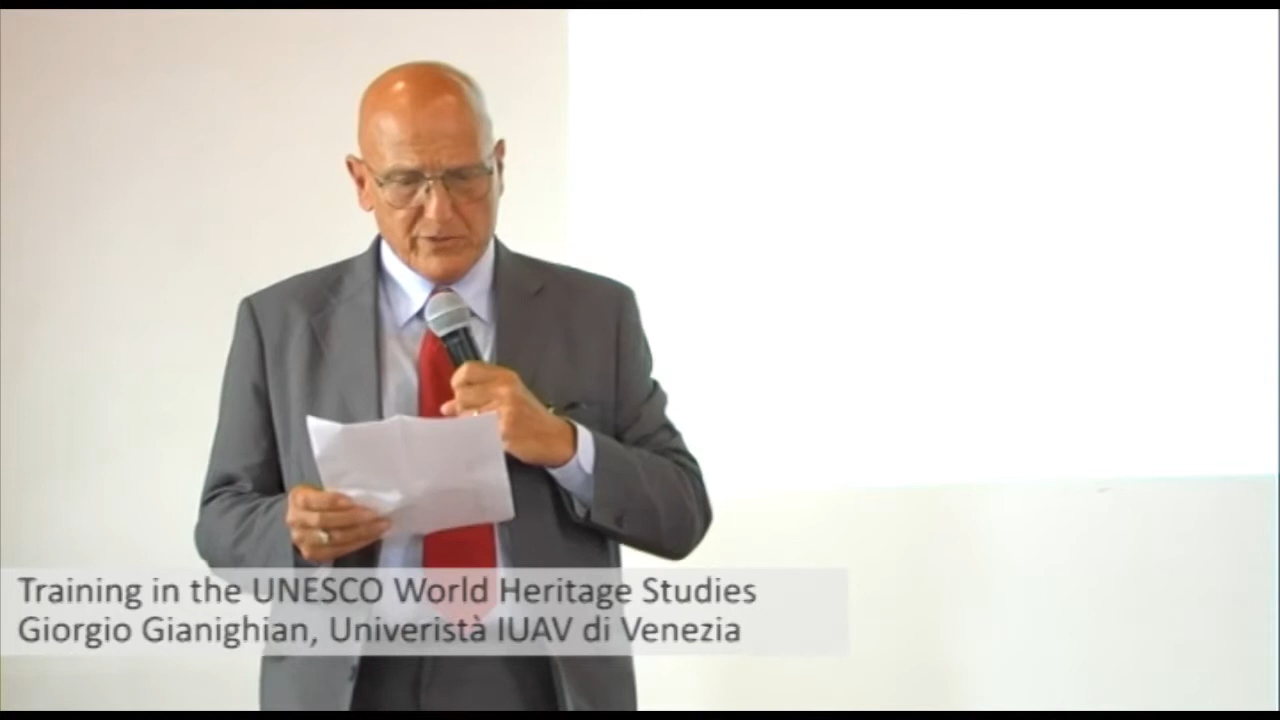 Training in the UNESCO World Heritage Studies
Giorgio Gianighian, Univeristà IUAV di Venezia